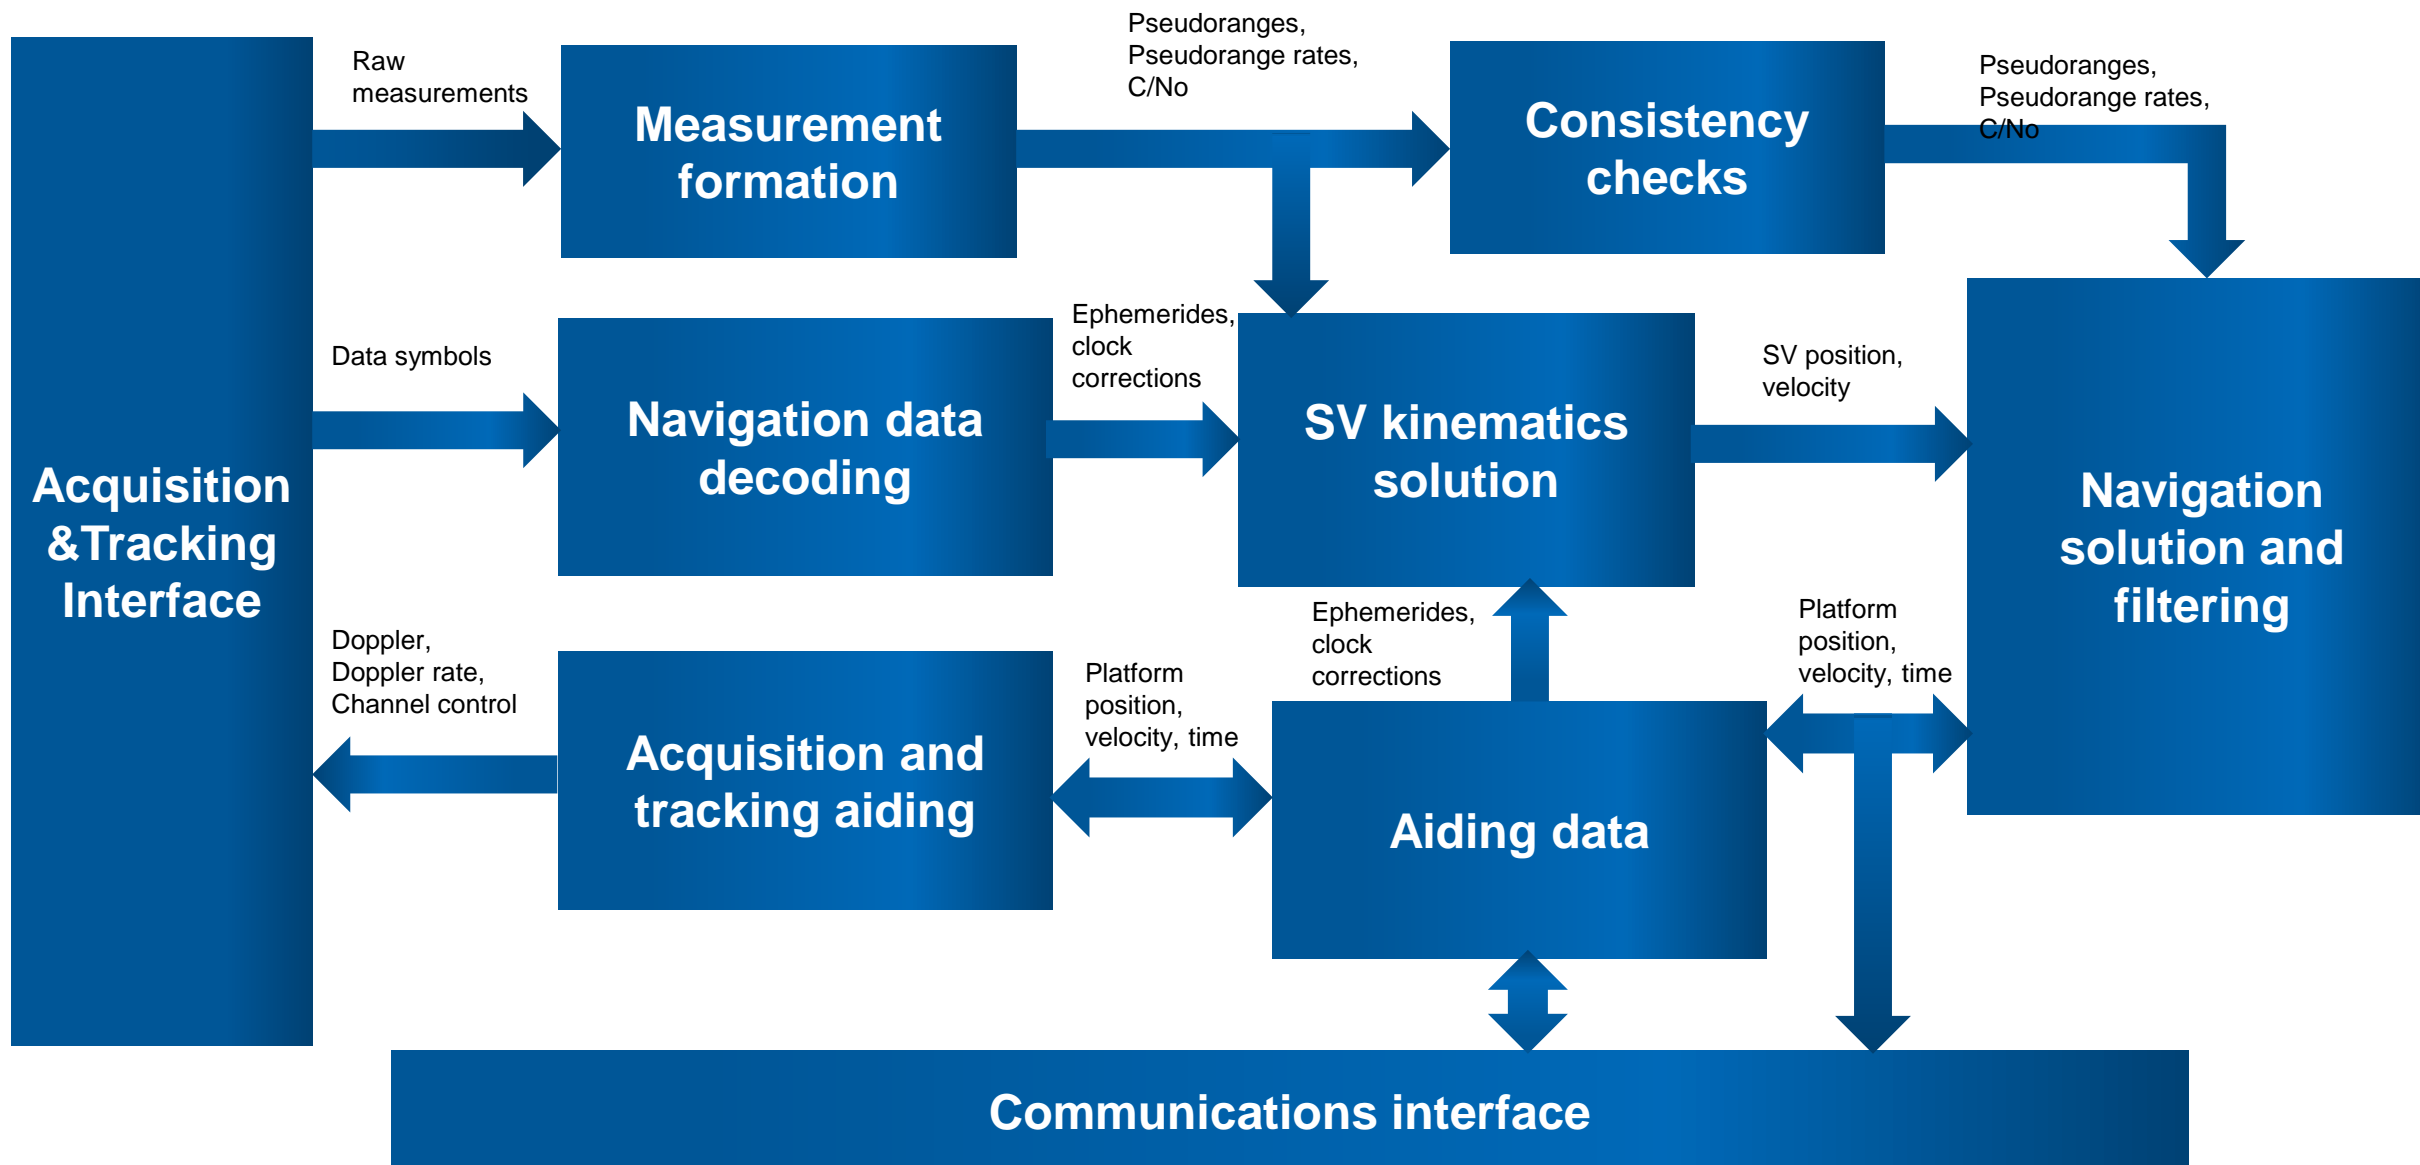 Raw
measurements
Measurement
formation
Pseudoranges,
Pseudorange rates,
C/No
Consistency
checks
Pseudoranges,
Pseudorange rates,
C/No
Acquisition
&Tracking
Interface
Data symbols
Navigation data
decoding
Ephemerides,
clock
corrections
SV kinematics
solution
SV position,
velocity
Navigation
solution and
filtering
Doppler,
Doppler rate,
Channel control
Acquisition and
tracking aiding
Platform
position,
velocity, time
Ephemerides,
clock
corrections
Aiding data
Platform
position,
velocity, time
Communications interface